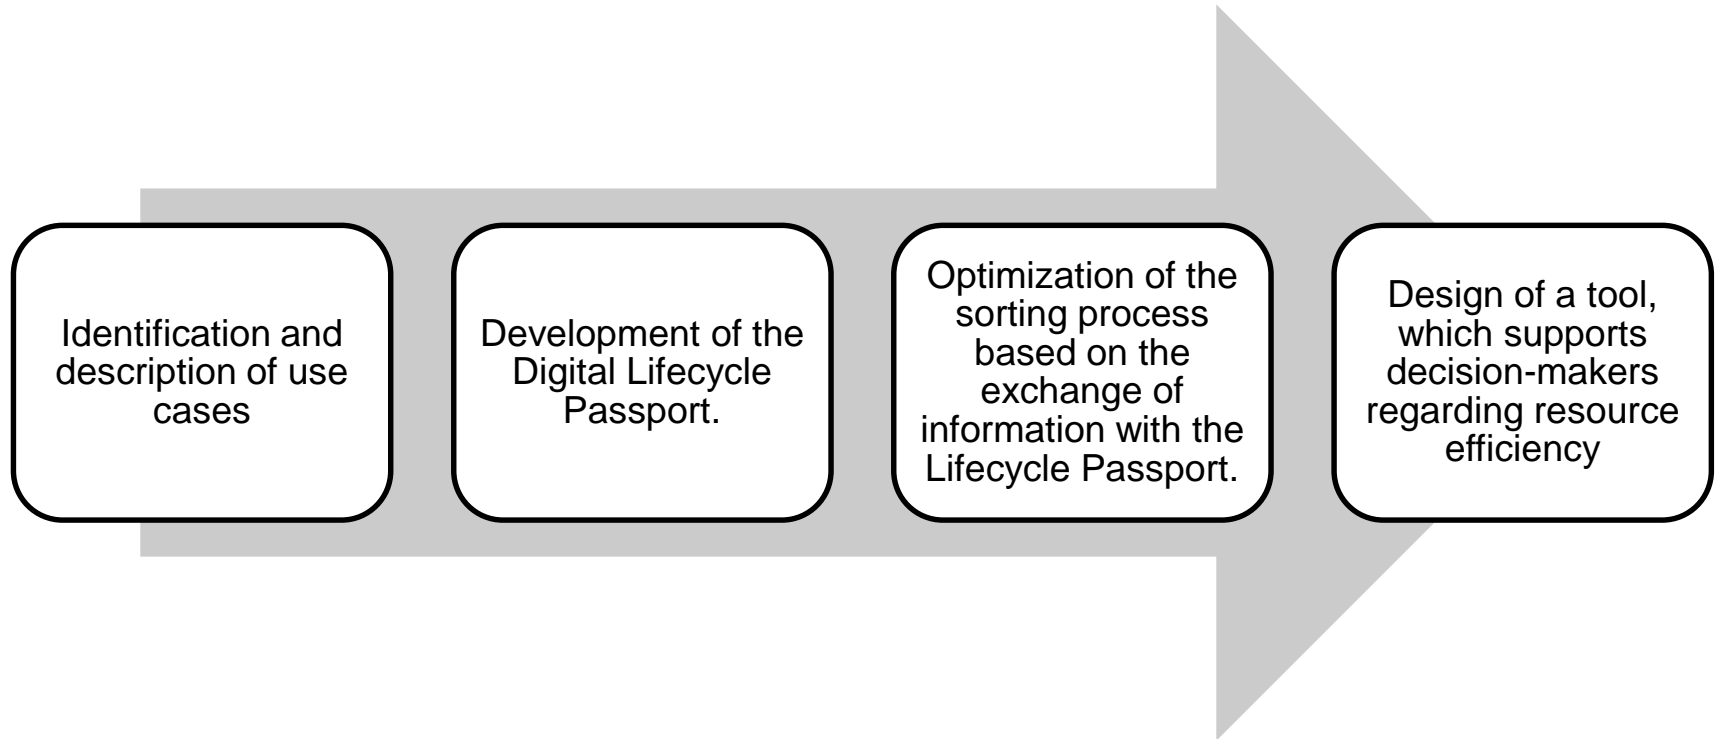 Identification and
description of use
cases
Development of the
Digital Lifecycle
Passport.
Optimization of the
sorting process
based on the
exchange of
information with the
Lifecycle Passport.
Design of a tool,
which supports
decision-makers
regarding resource
efficiency